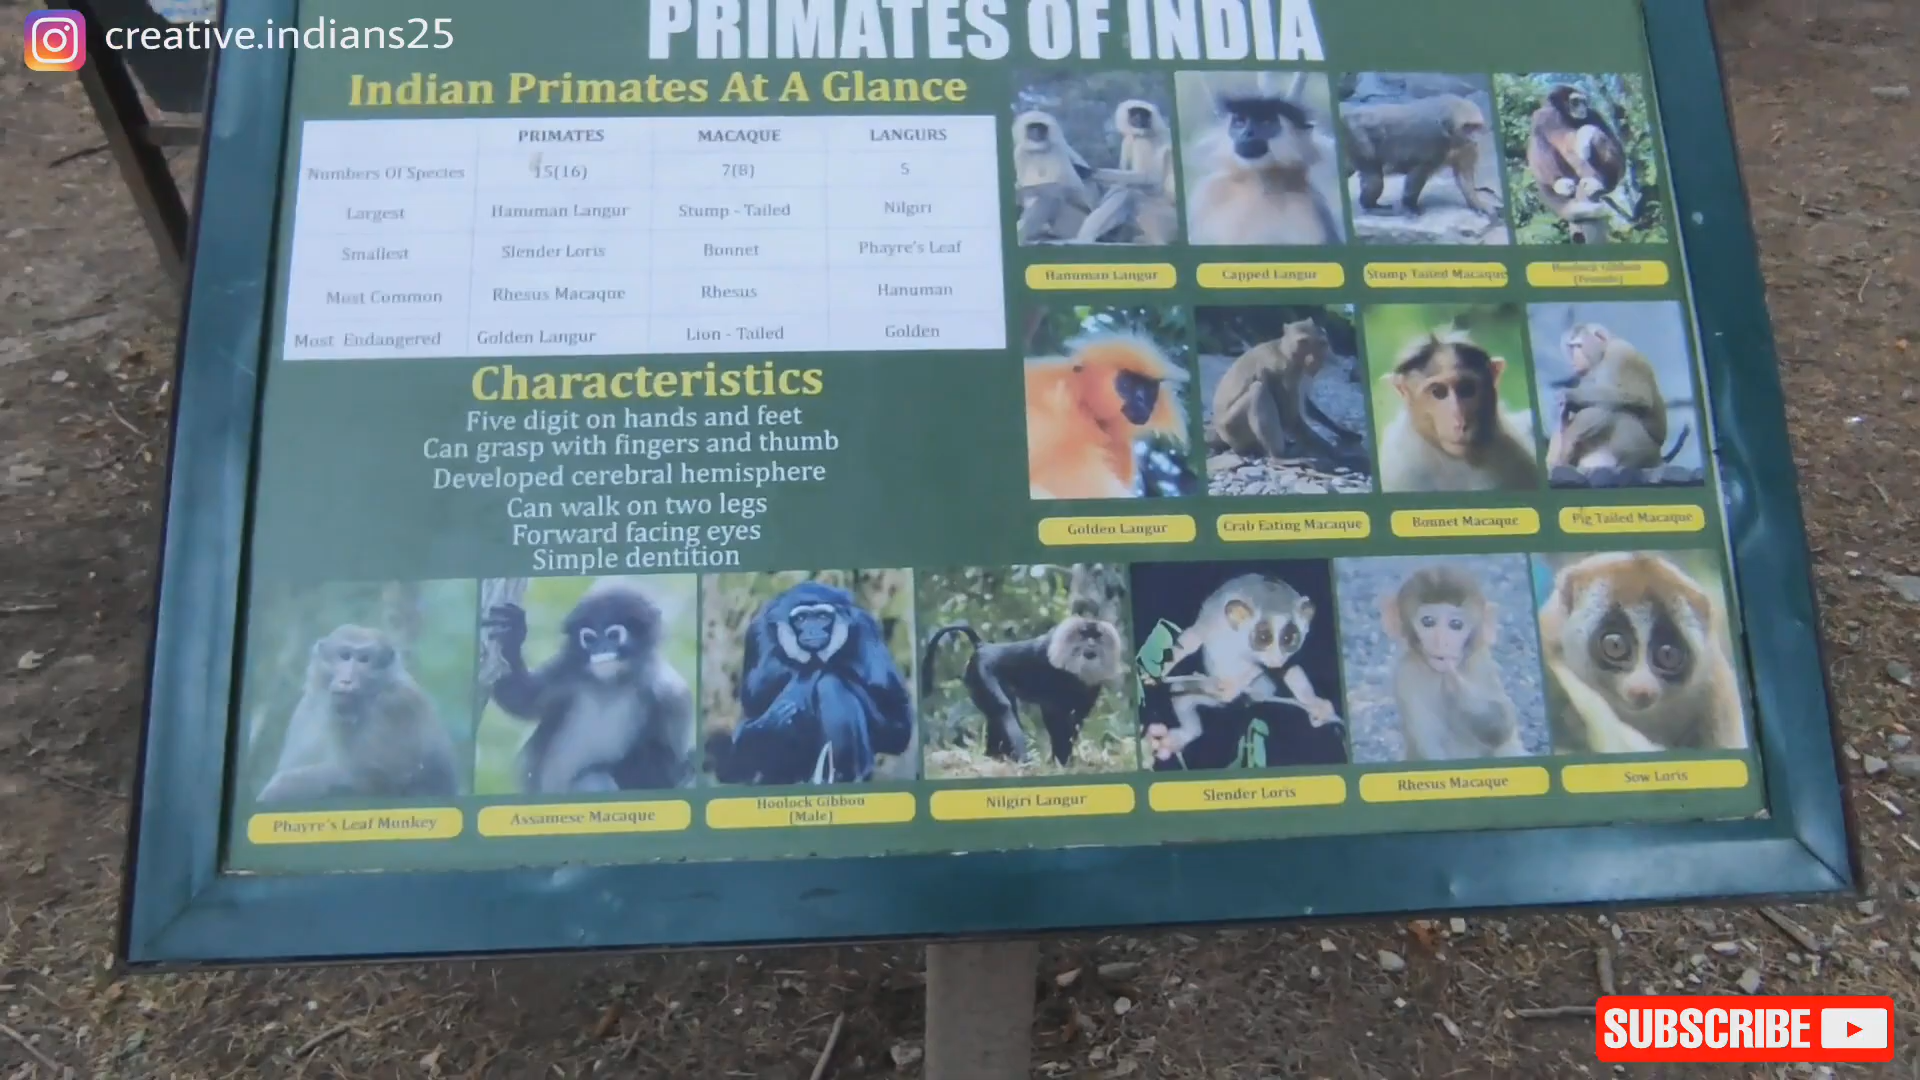 creative.indians25
PRIMATES OF INDIA
Indian Primates At A Glance
PRIMATES MACAQUE LANGURS
Numbers Of Species 15(16) 7(8) 5
Largest Hanuman Langur Stump - Tailed Nilgiri
Smallest Slender Loris Bonnet Phayre's Leaf
Most Common Rhesus Macaque Rhesus Hanuman
Most Endangered Golden Langur Lion - Tailed Golden
Characteristics
Five digit on hands and feet
Can grasp with fingers and thumb
Developed cerebral hemisphere
Can walk on two legs
Forward facing eyes
Simple dentition
Hanuman Langur Capped Langur Stump Tailed Macaque Hoolock Gibbon
(Female)
Golden Langur Crab Eating Macaque Bonnet Macaque Pig Tailed Macaque
Phayre's Leaf Munkey Assamese Macaque Hoolock Gibbon
(Male) Nilgiri Langur Slender Loris Rhesus Macaque Sow Loris
SUBSCRIBE